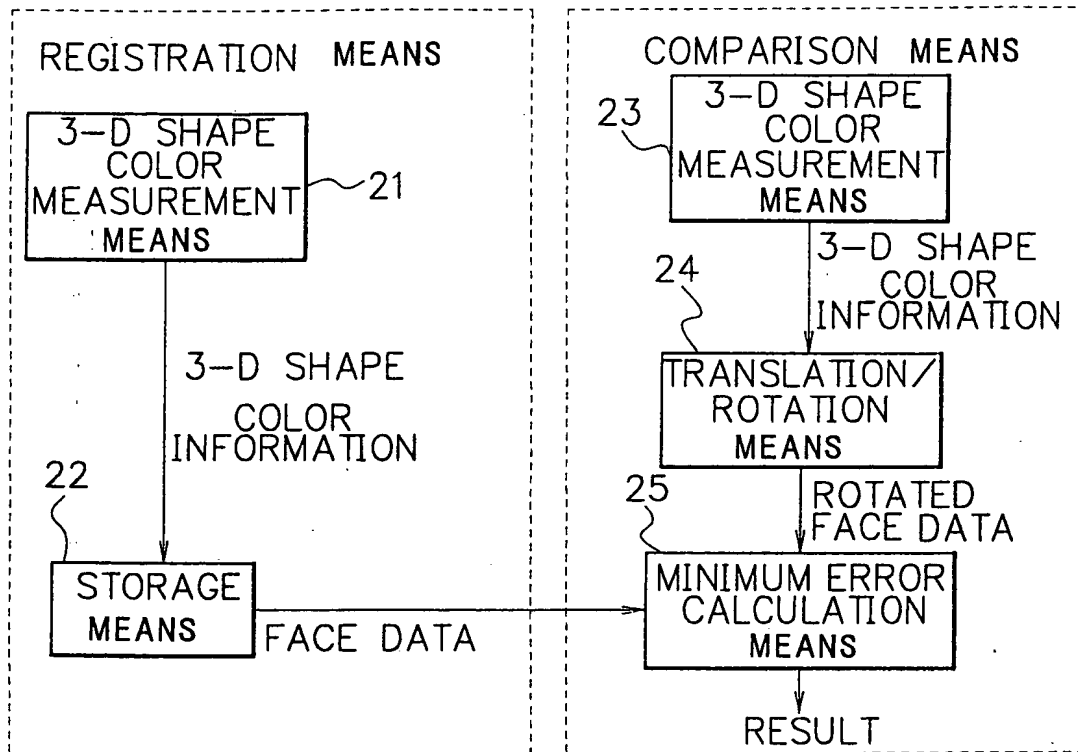 REGISTRATION MEANS
3-D SHAPE
COLOR
MEASUREMENT
MEANS
21
3-D SHAPE
COLOR
INFORMATION
22
STORAGE
MEANS
FACE DATA
COMPARISON MEANS
23
3-D SHAPE
COLOR
MEASUREMENT
MEANS
3-D SHAPE
COLOR
INFORMATION
24
TRANSLATION/
ROTATION
MEANS
ROTATED
FACE DATA
25
MINIMUM ERROR
CALCULATION
MEANS
RESULT